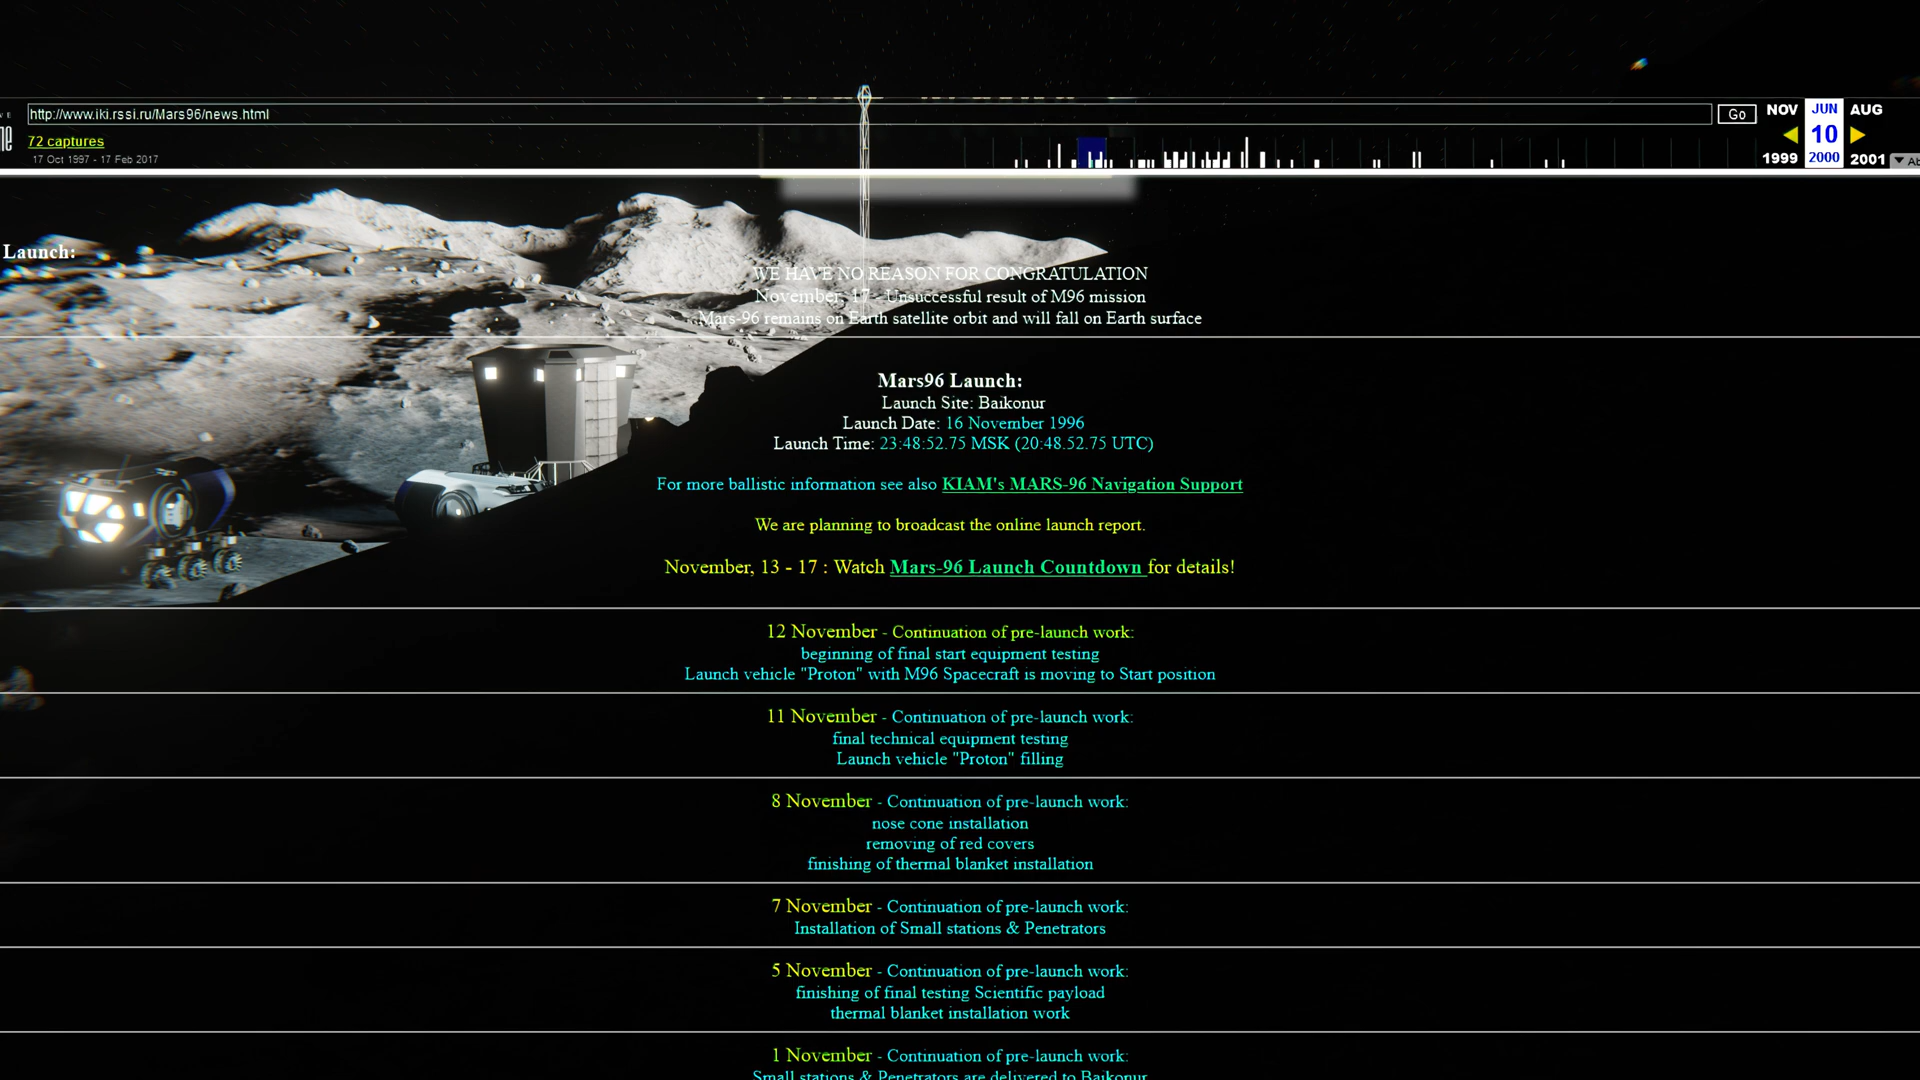 http://www.iki.rssi.ru/Mars96/news.html
Go
NOV JUN AUG
72 captures
10
17 Oct 1997 - 17 Feb 2017
1999 2000 2001
Launch:
WE HAVE NO REASON FOR CONGRATULATION
November, 17 - Unsuccessful result of M96 mission
Mars-96 remains on Earth satellite orbit and will fall on Earth surface
Mars96 Launch:
Launch Site: Baikonur
Launch Date: 16 November 1996
Launch Time: 23:48:52.75 MSK (20:48.52.75 UTC)
For more ballistic information see also KIAM's MARS-96 Navigation Support
We are planning to broadcast the online launch report.
November, 13 - 17 : Watch Mars-96 Launch Countdown for details!
12 November - Continuation of pre-launch work:
beginning of final start equipment testing
Launch vehicle "Proton" with M96 Spacecraft is moving to Start position
11 November - Continuation of pre-launch work:
final technical equipment testing
Launch vehicle "Proton" filling
8 November - Continuation of pre-launch work:
nose cone installation
removing of red covers
finishing of thermal blanket installation
7 November - Continuation of pre-launch work:
Installation of Small stations & Penetrators
5 November - Continuation of pre-launch work:
finishing of final testing Scientific payload
thermal blanket installation work
1 November - Continuation of pre-launch work:
Small stations & Penetrators are delivered to Baikonur